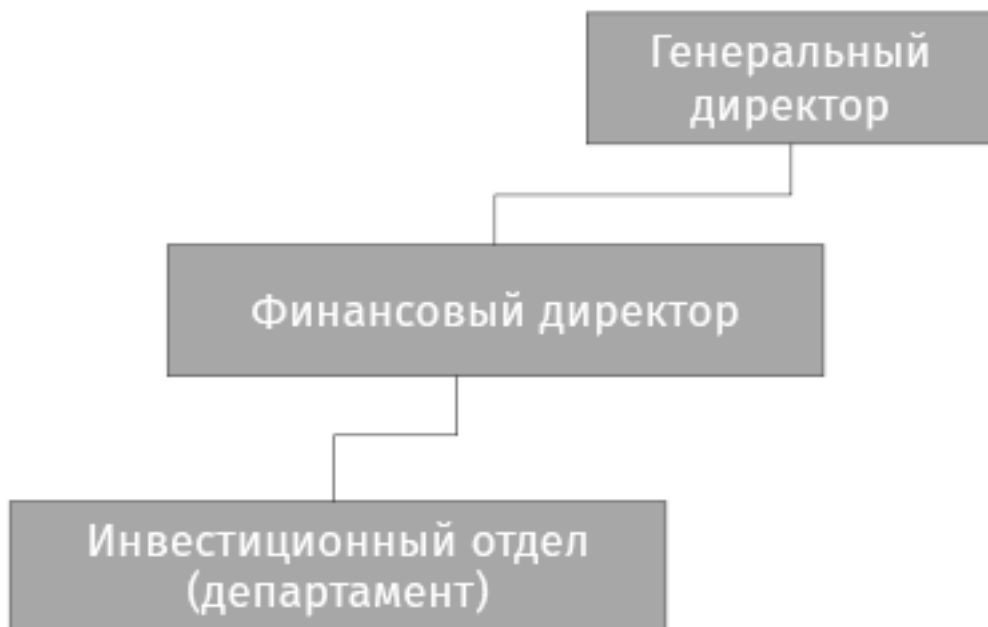 Генеральный
директор
Финансовый директор
Инвестиционный отдел
(департамент)